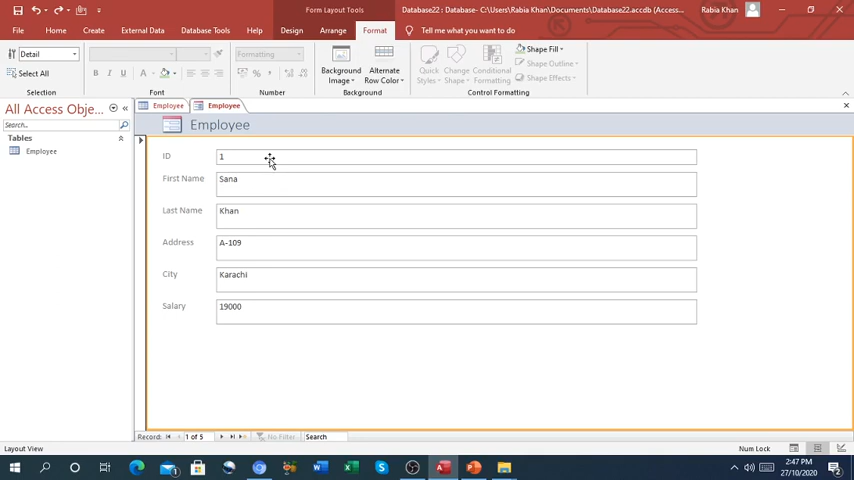 Form Layout Tools
Database22 : Database- C:\Users\Rabia Khan\Documents\Database22.accdb (Access...
Rabia Khan
File Home Create External Data Database Tools Help Design Arrange Format Tell me what you want to do
Detail
Select All
Selection
B I U A
Font
Formatting
% ,
Number
Background Image
Alternate Row Color
Background
Quick Styles
Change Shape
Conditional Formatting
Shape Fill
Shape Outline
Shape Effects
Control Formatting
All Access Obje...
Search...
Tables
Employee
Employee Employee
Employee
ID 1
First Name Sana
Last Name Khan
Address A-109
City Karachi
Salary 19000
Record: 1 of 5 No Filter Search
Layout View
Num Lock
2:47 PM
27/10/2020